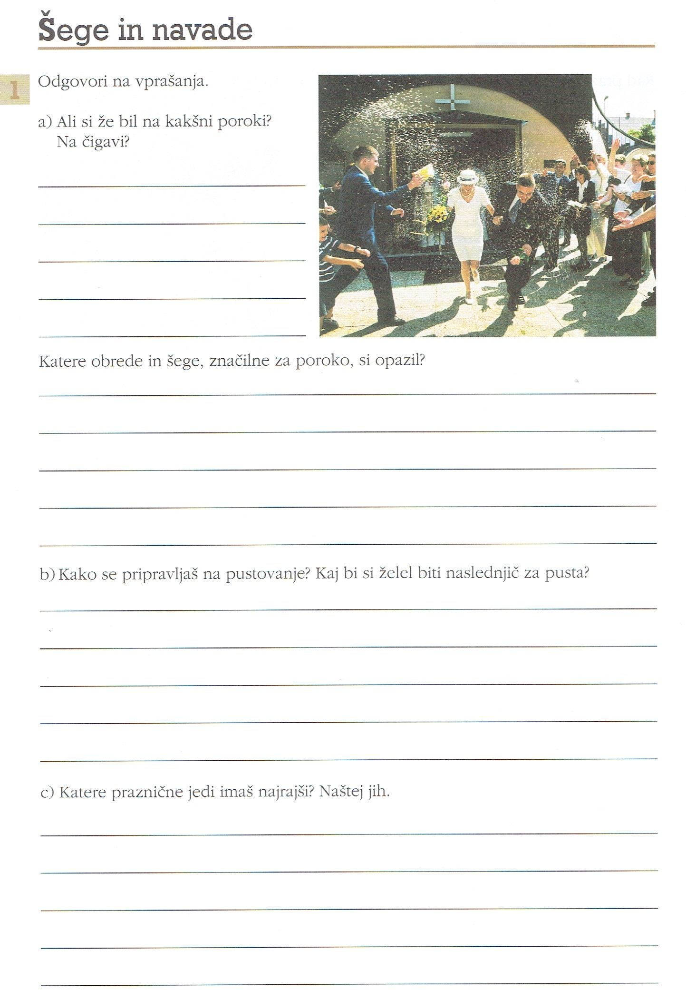 Šege in navade
1
Odgovori na vprašanja.
a) Ali si že bil na kakšni poroki?
Na čigavi?
Katere obrede in šege, značilne za poroko, si opazil?
b) Kako se pripravljaš na pustovanje? Kaj bi si želel biti naslednjič za pusta?
c) Katere praznične jedi imaš najrajši? Naštej jih.